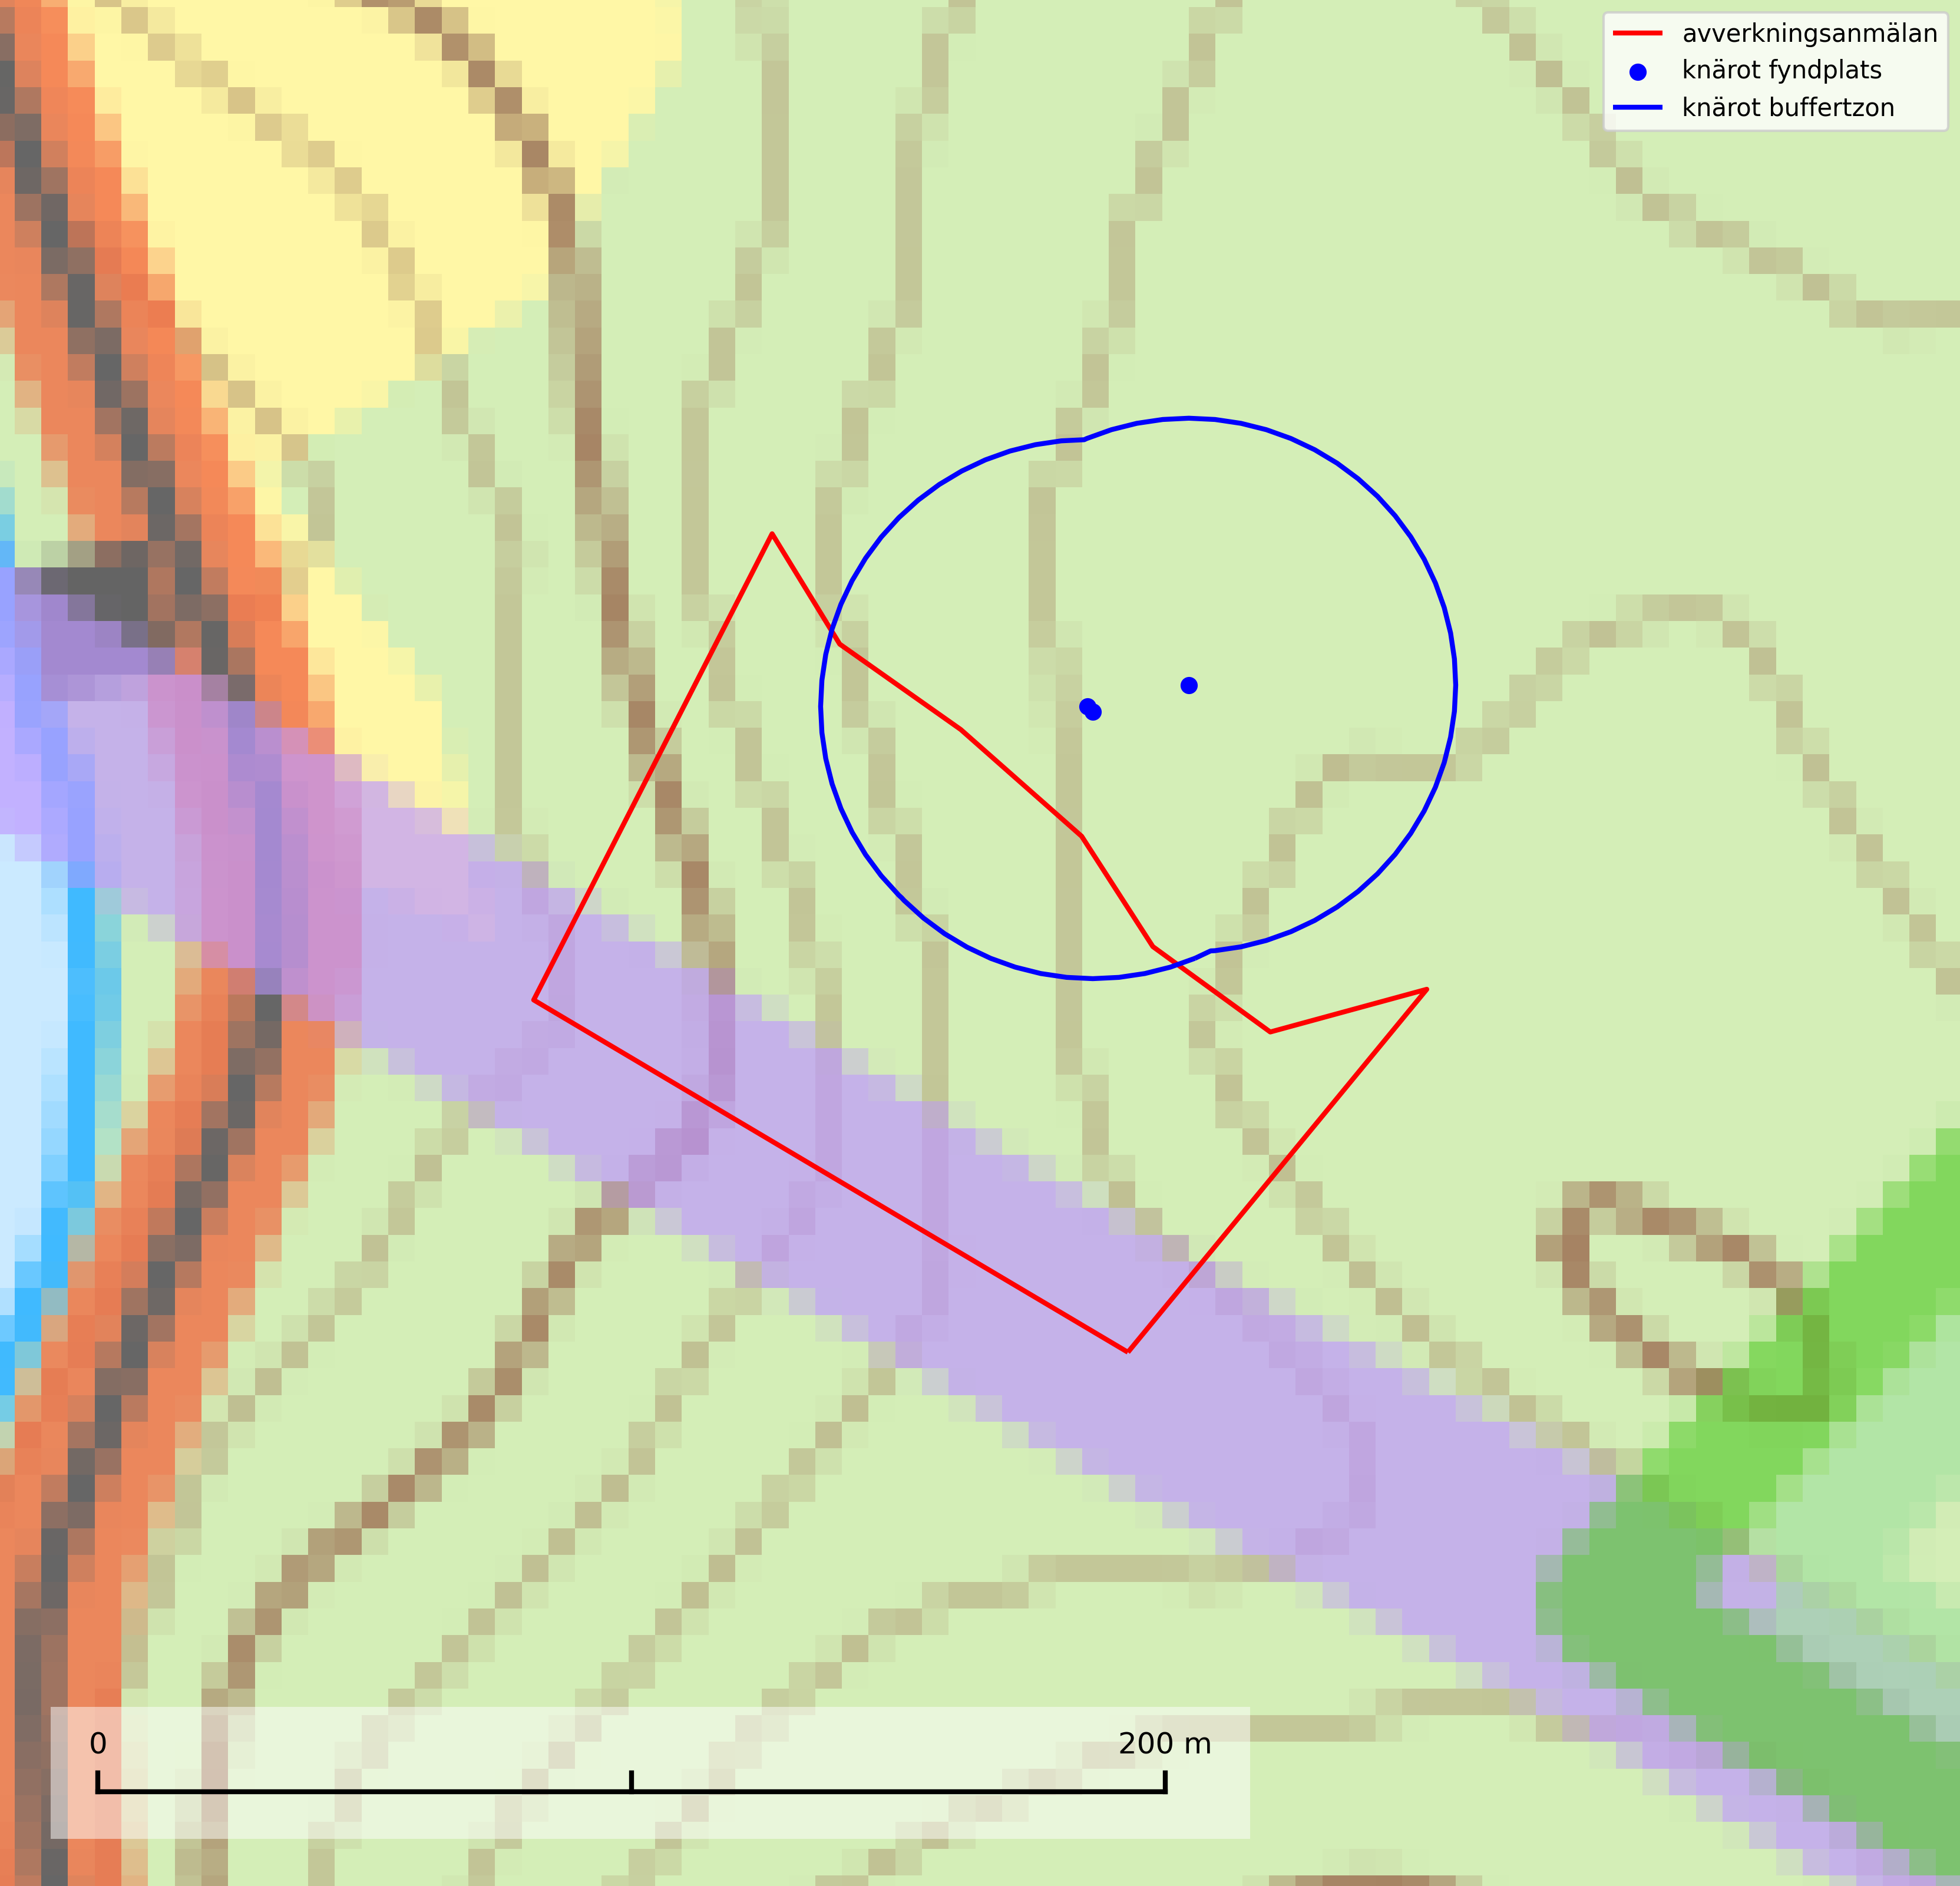 avverkningsanmälan
knärot fyndplats
knärot buffertzon
0 200 m